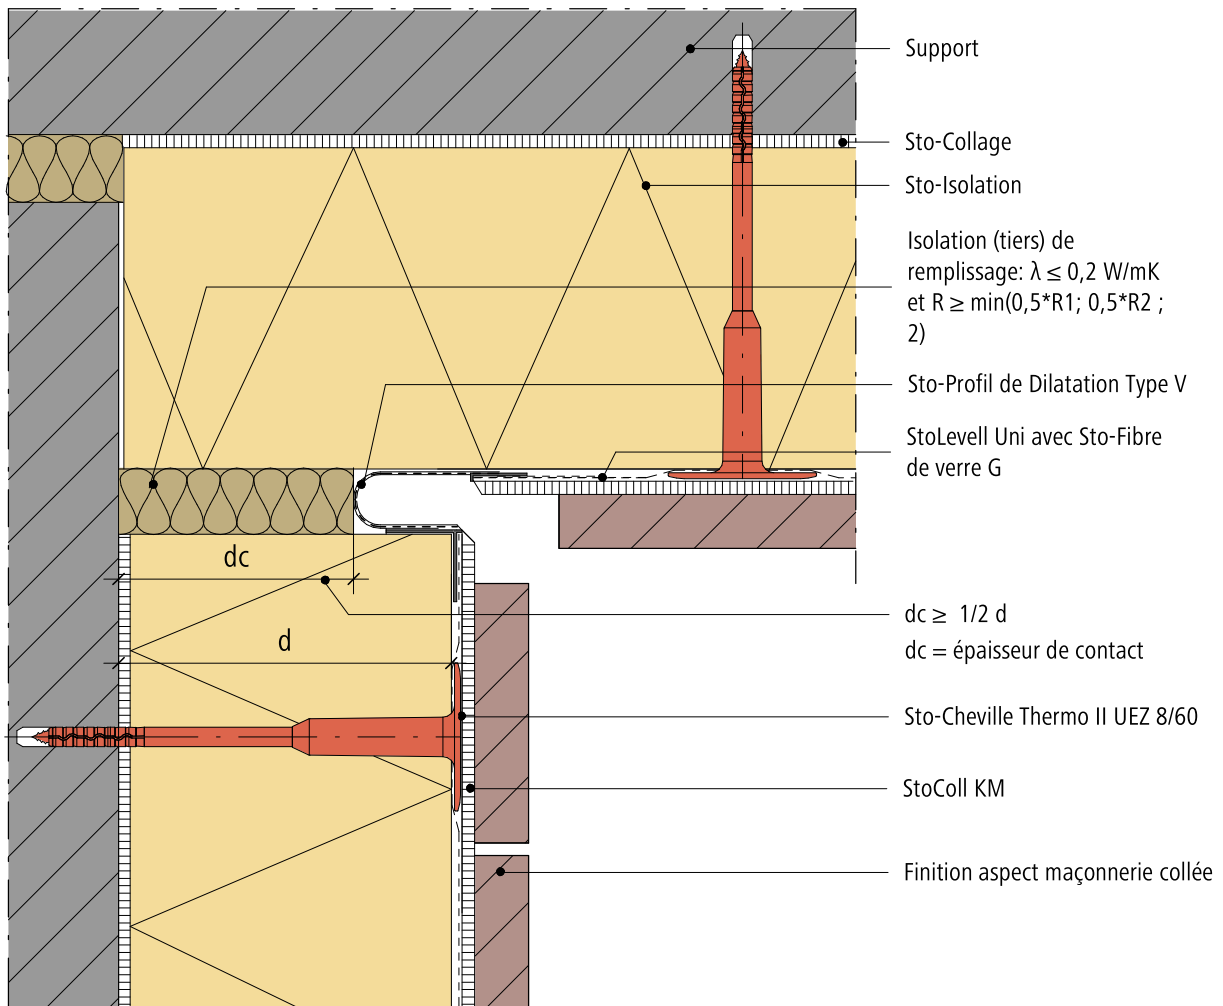 Support
Sto-Collage
Sto-Isolation
Isolation (tiers) de
remplissage: λ ≤ 0,2 W/mK
et R ≥ min(0,5*R1; 0,5*R2 ;
2)
Sto-Profil de Dilatation Type V
StoLevell Uni avec Sto-Fibre
de verre G
dc
dc ≥ 1/2 d
d
dc = épaisseur de contact
Sto-Cheville Thermo II UEZ 8/60
StoColl KM
Finition aspect maçonnerie collée